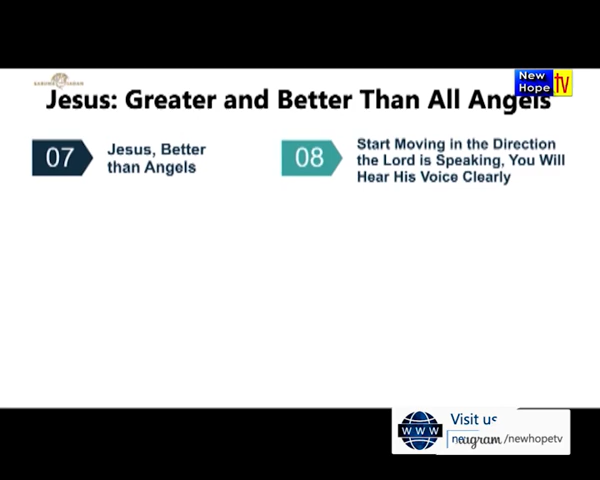 New
Hope TV
Jesus: Greater and Better Than All Angels
07
Jesus, Better
than Angels
08
Start Moving in the Direction
the Lord is Speaking, You Will
Hear His Voice Clearly
WWW
Visit us
/newhopetv